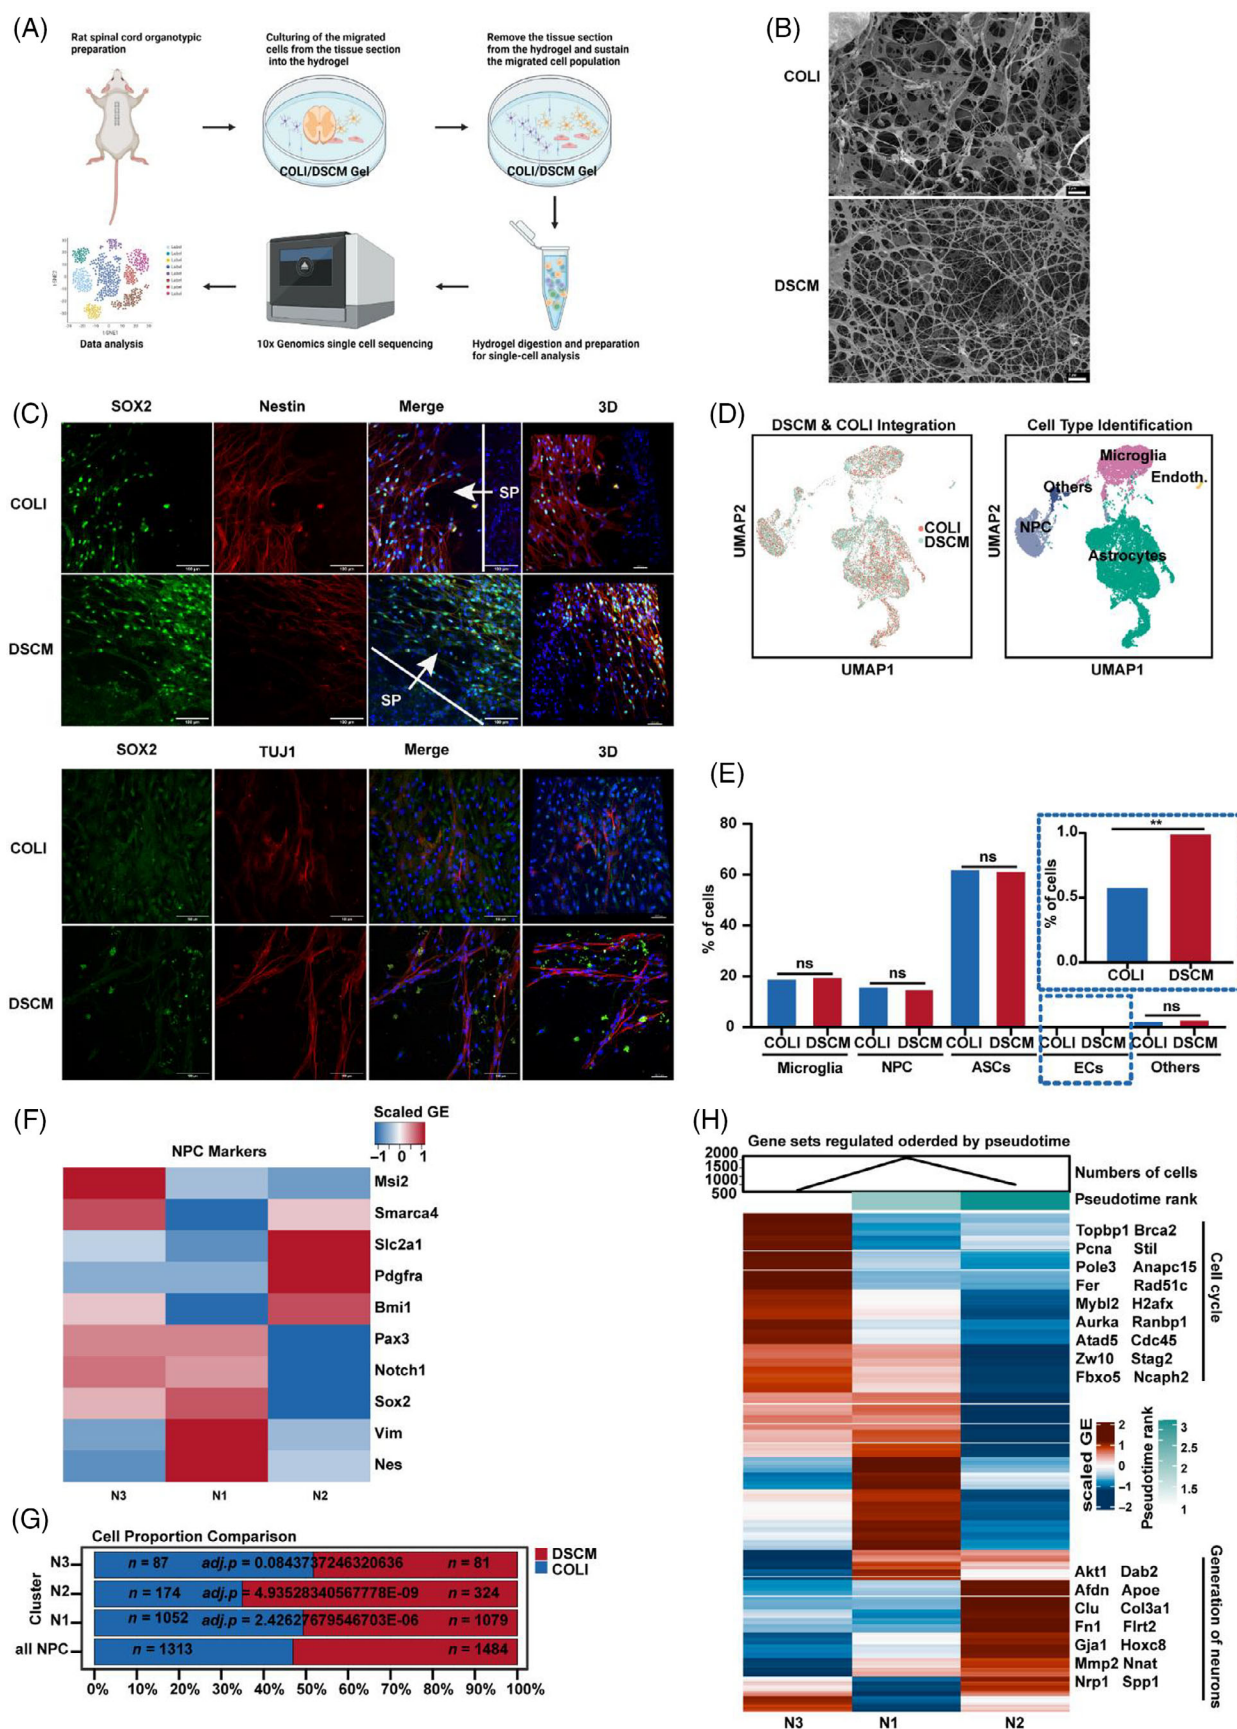 (A)
Rat spinal cord organotypic
preparation
Culturing of the migrated
cells from the tissue section
into the hydrogel
Remove the tissue section
from the hydrogel and sustain
the migrated cell population
COLI/DSCM Gel
COLI/DSCM Gel
Label
Label
Label
Label
Label
Label
Label
t-SNE2
t-SNE1
Data analysis
10x Genomics single cell sequencing
Hydrogel digestion and preparation
for single-cell analysis
(B)
COLI
DSCM
(C)
SOX2 Nestin Merge 3D
COLI
SP
100 µm
DSCM
SP
100 µm
SOX2 TUJ1 Merge 3D
COLI
DSCM
(D)
DSCM & COLI Integration
UMAP2
COLI
DSCM
UMAP1
Cell Type Identification
UMAP2
Microglia
Others
Endoth.
NPC
Astrocytes
UMAP1
(E)
% of cells
80
60
40
20
0
ns
ns
ns
ns
COLI DSCM COLI DSCM COLI DSCM COLI DSCM COLI DSCM
Microglia NPC ASCs ECs Others
% of cells
1.0
0.5
0.0
**
COLI DSCM
(F)
Scaled GE
−1 0 1
NPC Markers
Msi2
Smarca4
Slc2a1
Pdgfra
Bmi1
Pax3
Notch1
Sox2
Vim
Nes
N3 N1 N2
(G)
Cell Proportion Comparison
DSCM
COLI
Cluster
N3 n = 87 adj.p = 0.0843737246320636 n = 81
N2 n = 174 adj.p = 4.93528340567778E-09 n = 324
N1 n = 1052 adj.p = 2.42627679546703E-06 n = 1079
all NPC n = 1313 n = 1484
0% 10% 20% 30% 40% 50% 60% 70% 80% 90% 100%
(H)
Gene sets regulated oderded by pseudotime
2000
1500
1000
500
Numbers of cells
Pseudotime rank
Topbp1 Brca2
Pcna Stil
Pole3 Anapc15
Fer Rad51c
Mybl2 H2afx
Aurka Ranbp1
Atad5 Cdc45
Zw10 Stag2
Fbxo5 Ncaph2
Cell cycle
scaled GE
2
1
0
−1
−2
Pseudotime rank
3
2.5
2
1.5
1
Akt1 Dab2
Afdn Apoe
Clu Col3a1
Fn1 Flrt2
Gja1 Hoxc8
Mmp2 Nnat
Nrp1 Spp1
Generation of neurons
N3 N1 N2